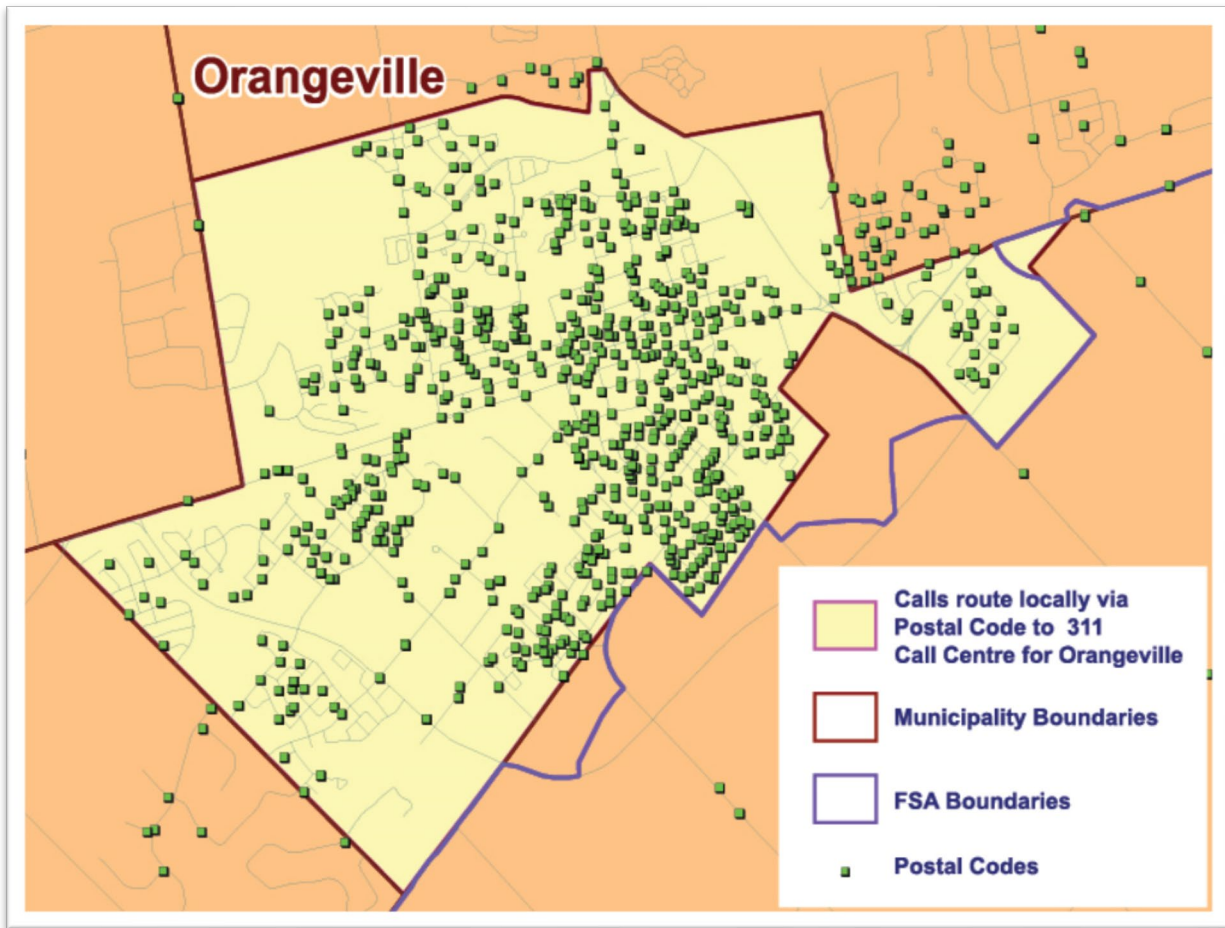 Orangeville
Calls route locally via
Postal Code to 311
Call Centre for Orangeville
Municipality Boundaries
FSA Boundaries
Postal Codes